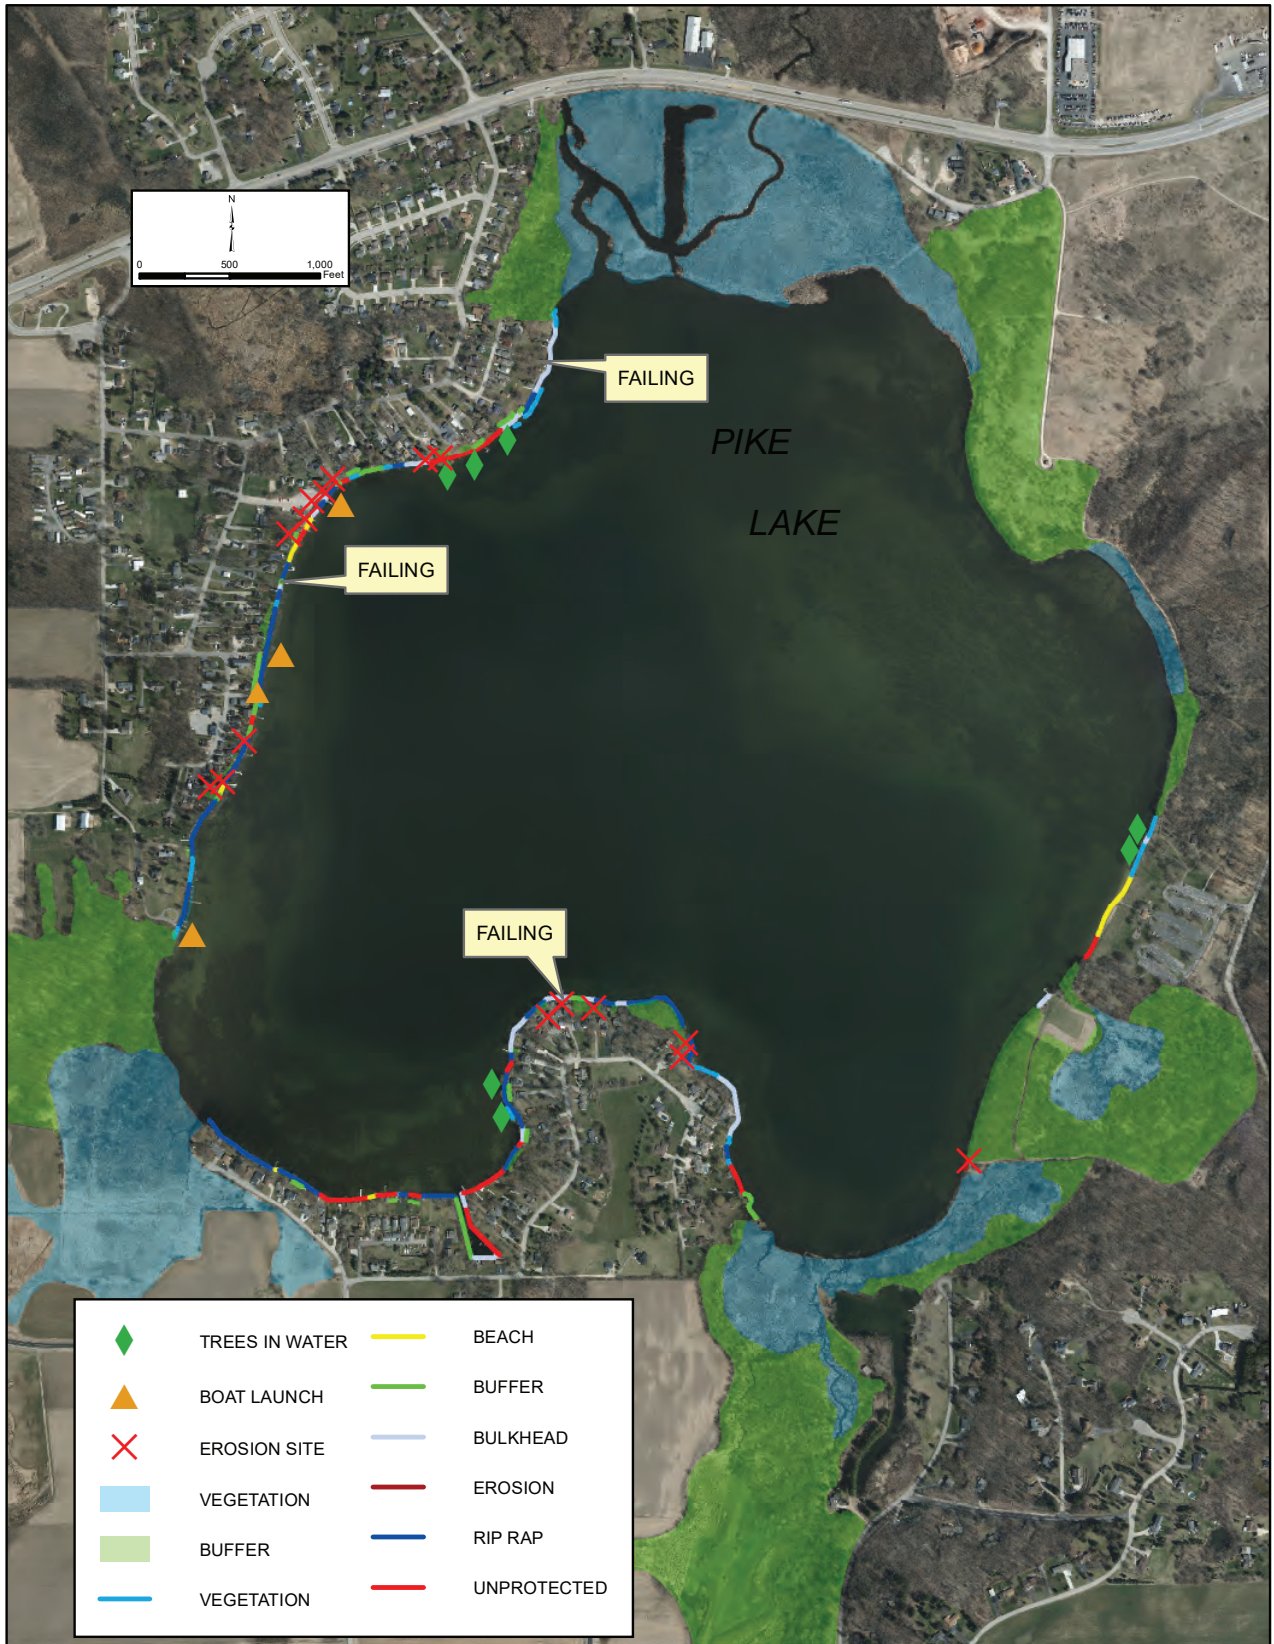 N
0 500 1,000
Feet
FAILING
PIKE
LAKE
FAILING
FAILING
TREES IN WATER
BOAT LAUNCH
EROSION SITE
VEGETATION
BUFFER
VEGETATION
BEACH
BUFFER
BULKHEAD
EROSION
RIP RAP
UNPROTECTED